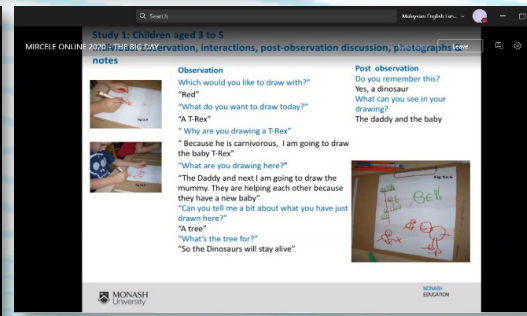 Search
Malaysian English Lan...
MIRCELE ONLINE 2020 - THE BIG DAY
Leave
Study 1: Children aged 3 to 5
observation, interactions, post-observation discussion, photographs &
notes
Observation
Which would you like to draw with?"
"Red"
"What do you want to draw today?"
"A T-Rex"
" Why are you drawing a T-Rex"
" Because he is carnivorous, I am going to draw
the baby T-Rex"
"What are you drawing here?"
"The Daddy and next I am going to draw the
mummy. They are helping each other because
they have a new baby"
"Can you tell me a bit about what you have just
drawn here?"
"A tree"
"What's the tree for?"
"So the Dinosaurs will stay alive"
Post observation
Do you remember this?
Yes, a dinosaur
What can you see in your
drawing?
The daddy and the baby
MONASH
University
MONASH
EDUCATION